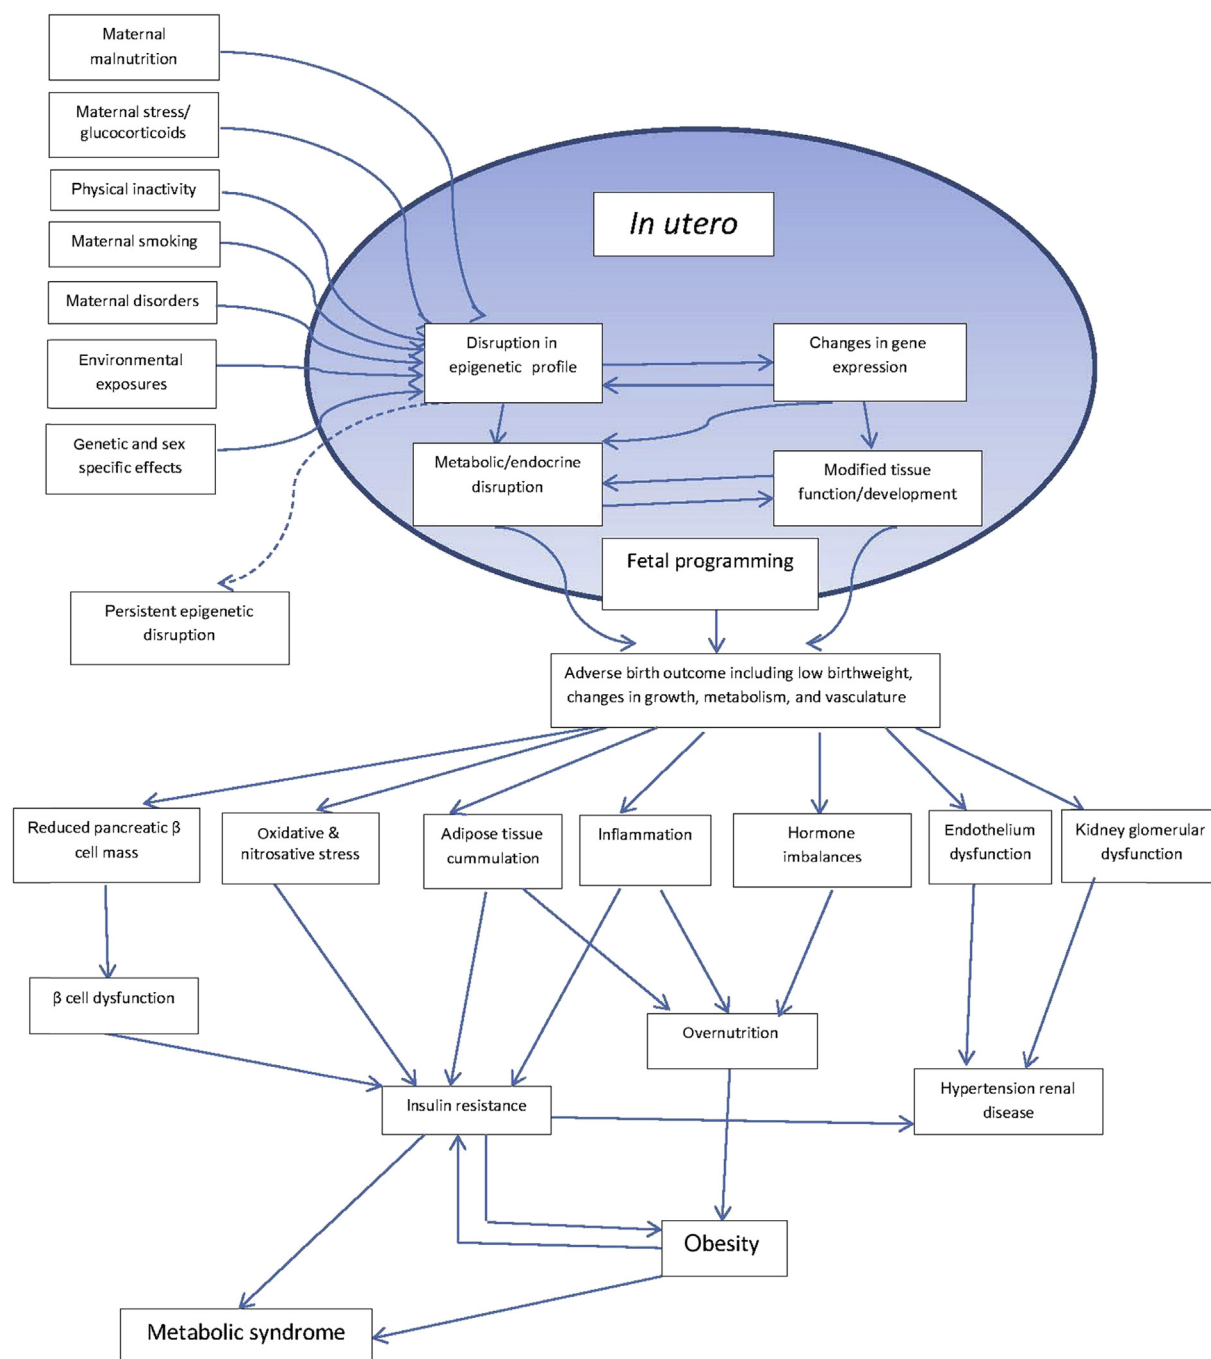 Maternal
malnutrition
Maternal stress/
glucocorticoids
Physical inactivity
Maternal smoking
Maternal disorders
Environmental
exposures
Genetic and sex
specific effects
In utero
Disruption in
epigenetic profile
Changes in gene
expression
Metabolic/endocrine
disruption
Modified tissue
function/development
Fetal programming
Persistent epigenetic
disruption
Adverse birth outcome including low birthweight,
changes in growth, metabolism, and vasculature
Reduced pancreatic β
cell mass
Oxidative &
nitrosative stress
Adipose tissue
cummulation
Inflammation
Hormone
imbalances
Endothelium
dysfunction
Kidney glomerular
dysfunction
β cell dysfunction
Overnutrition
Insulin resistance
Hypertension renal
disease
Obesity
Metabolic syndrome